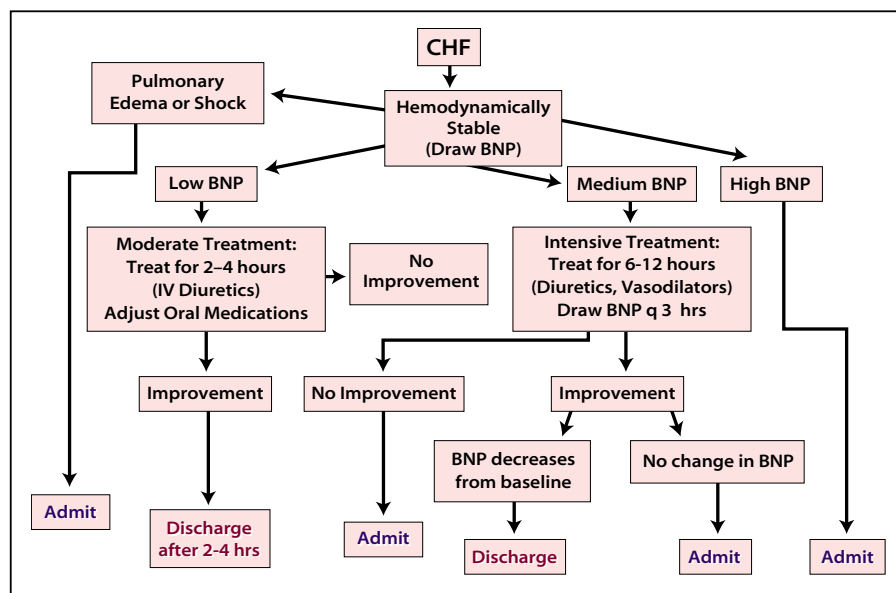 CHF
Pulmonary
Edema or Shock
Hemodynamically
Stable
(Draw BNP)
Low BNP
Medium BNP
High BNP
Moderate Treatment:
Treat for 2–4 hours
(IV Diuretics)
Adjust Oral Medications
No
Improvement
Intensive Treatment:
Treat for 6-12 hours
(Diuretics, Vasodilators)
Draw BNP q 3 hrs
Improvement
No Improvement
Improvement
BNP decreases
from baseline
No change in BNP
Admit
Discharge
after 2-4 hrs
Admit
Discharge
Admit
Admit